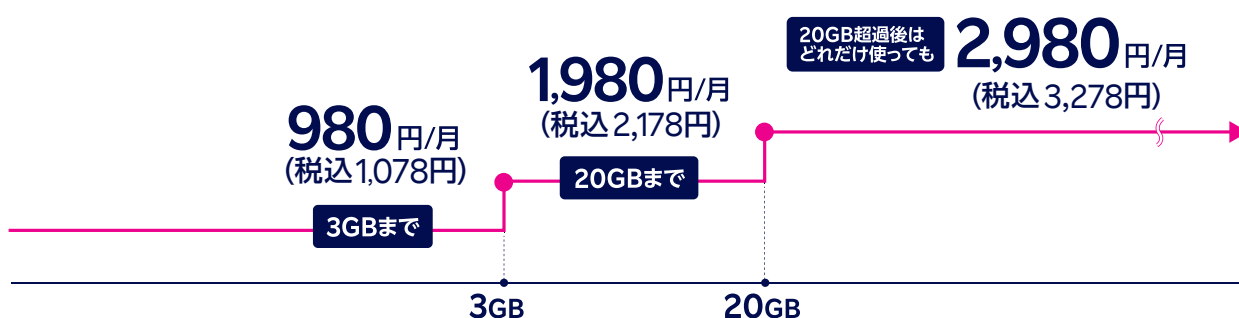 980円/月
(税込1,078円)
3GBまで
1,980円/月
(税込2,178円)
20GBまで
20GB超過後は
どれだけ使っても
2,980円/月
(税込3,278円)
3GB
20GB